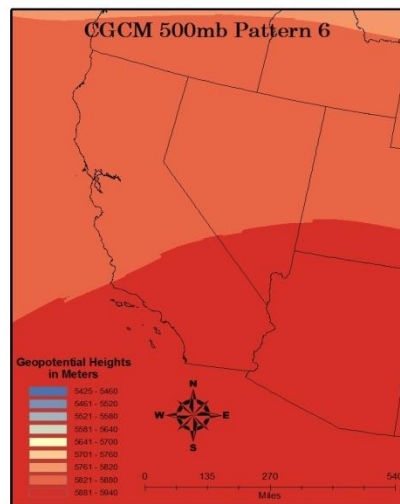 CGCM 500mb Pattern 6
Geopotential Heights
in Meters
5425 - 5460
5461 - 5520
5521 - 5580
5581 - 5640
5641 - 5700
5701 - 5760
5761 - 5820
5821 - 5880
5881 - 5940
N
W
E
S
0
135
270
540
Miles